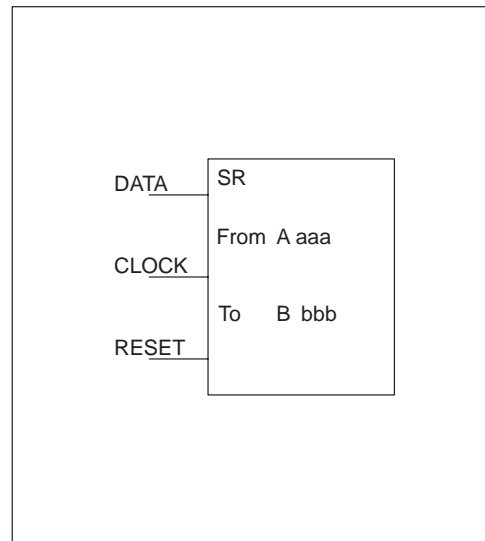 DATA
SR
From A aaa
CLOCK
To B bbb
RESET